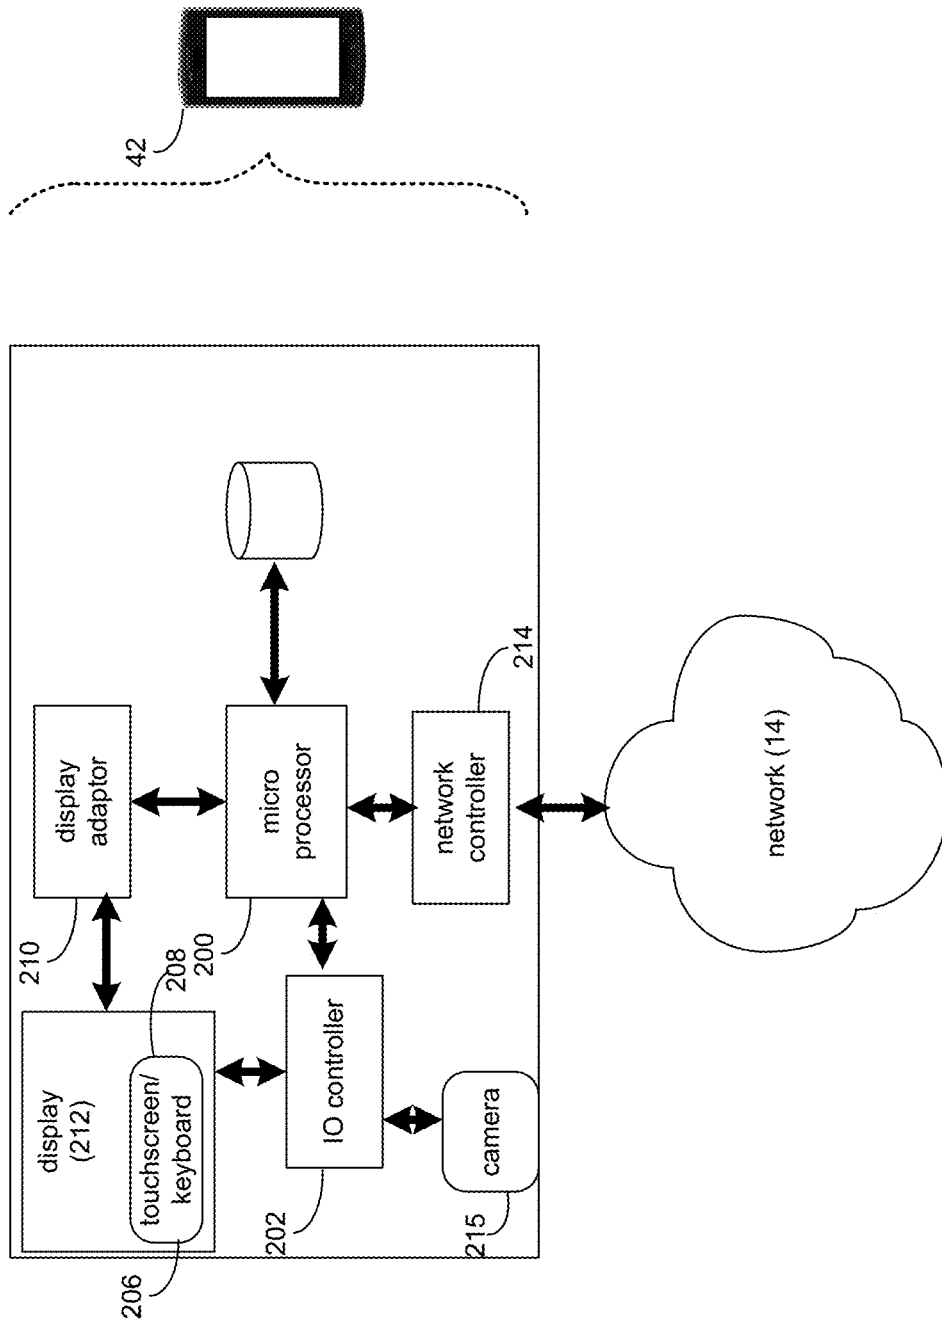 210
display
(212)
display
adaptor
206
touchscreen/
keyboard
208
42
200
202
micro
processor
IO controller
network
controller
215
camera
214
network (14)